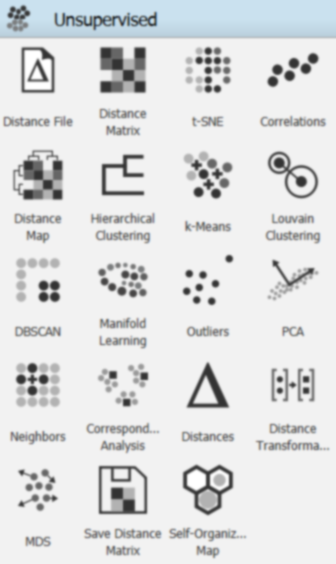 Unsupervised
Distance File
Distance
Matrix
t-SNE
Correlations
Distance
Map
Hierarchical
Clustering
k-Means
Louvain
Clustering
DBSCAN
Manifold
Learning
Outliers
PCA
Neighbors
Correspond...
Analysis
Distances
Distance
Transforma...
MDS
Save Distance
Matrix
Self-Organiz...
Map